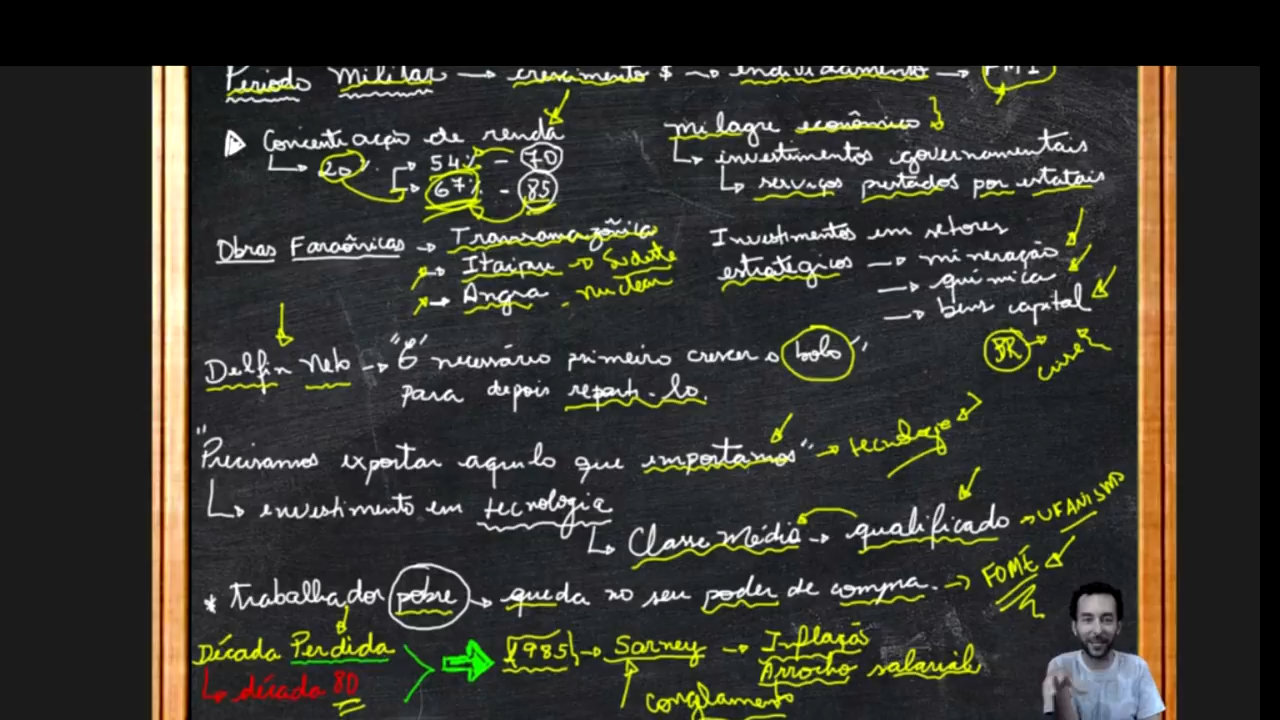 Período Militar → crescimento $ → endividamento → FMI
Concentração de renda
↳ 20% → 54% - 70
→ 67% - 85
milagre econômico }
↳ investimentos governamentais
↳ serviços prestados por estatais
Obras Faraônicas → Transamazônica
→ Itaipu → Sudeste
→ Angra - nuclear
Investimentos em setores
estratégicos → mineração
→ química
→ bens capital
BR → crise
Delfin Neto → "É necessário primeiro crescer o bolo"
para depois reparti-lo.
"Precisamos exportar aquilo que importamos" → tecnologia
↳ investimento em tecnologia
↳ Classe média → qualificado → UFANISMO
* trabalhador pobre → queda no seu poder de compra. → FOME
Década Perdida
↳ década 80
1985 → Sarney → Inflação
Arrocho salarial
conglamento